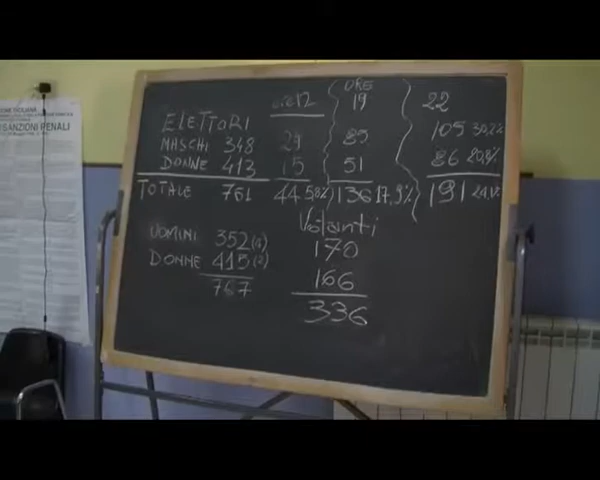 SANZIONI PENALI
ORE
ELETTORI ore 12 19 22
MASCHI 348 29 85 105 30,2%
DONNE 413 15 51 86 20,8%
TOTALE 761 44 5,8% 136 17,9% 191
Votanti
UOMINI 352 (4) 170
DONNE 415 (2) 166
767 336